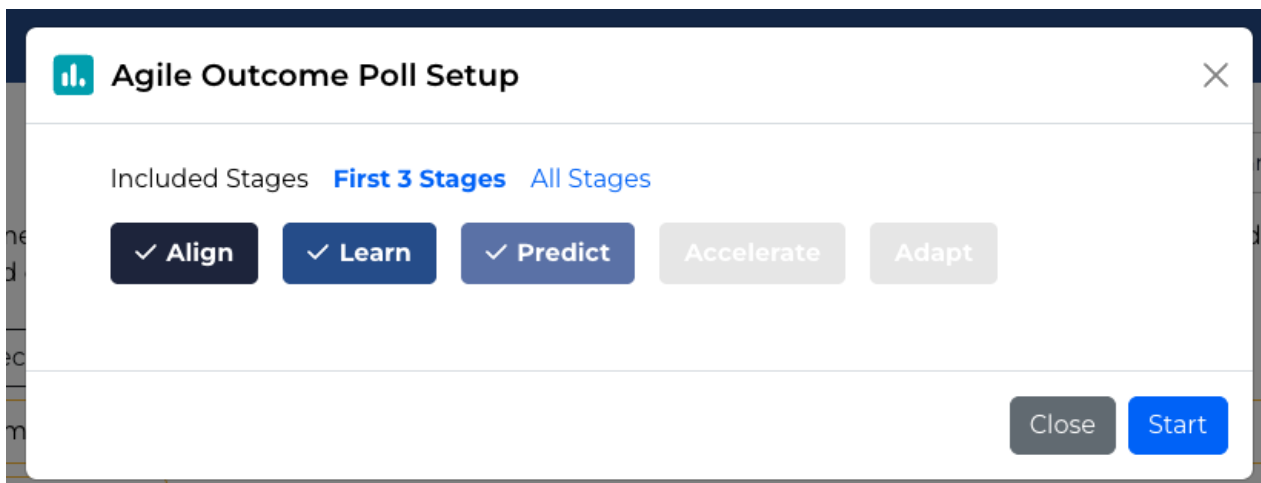 Agile Outcome Poll Setup
Included Stages First 3 Stages All Stages
Align Learn Predict Accelerate Adapt
Close Start